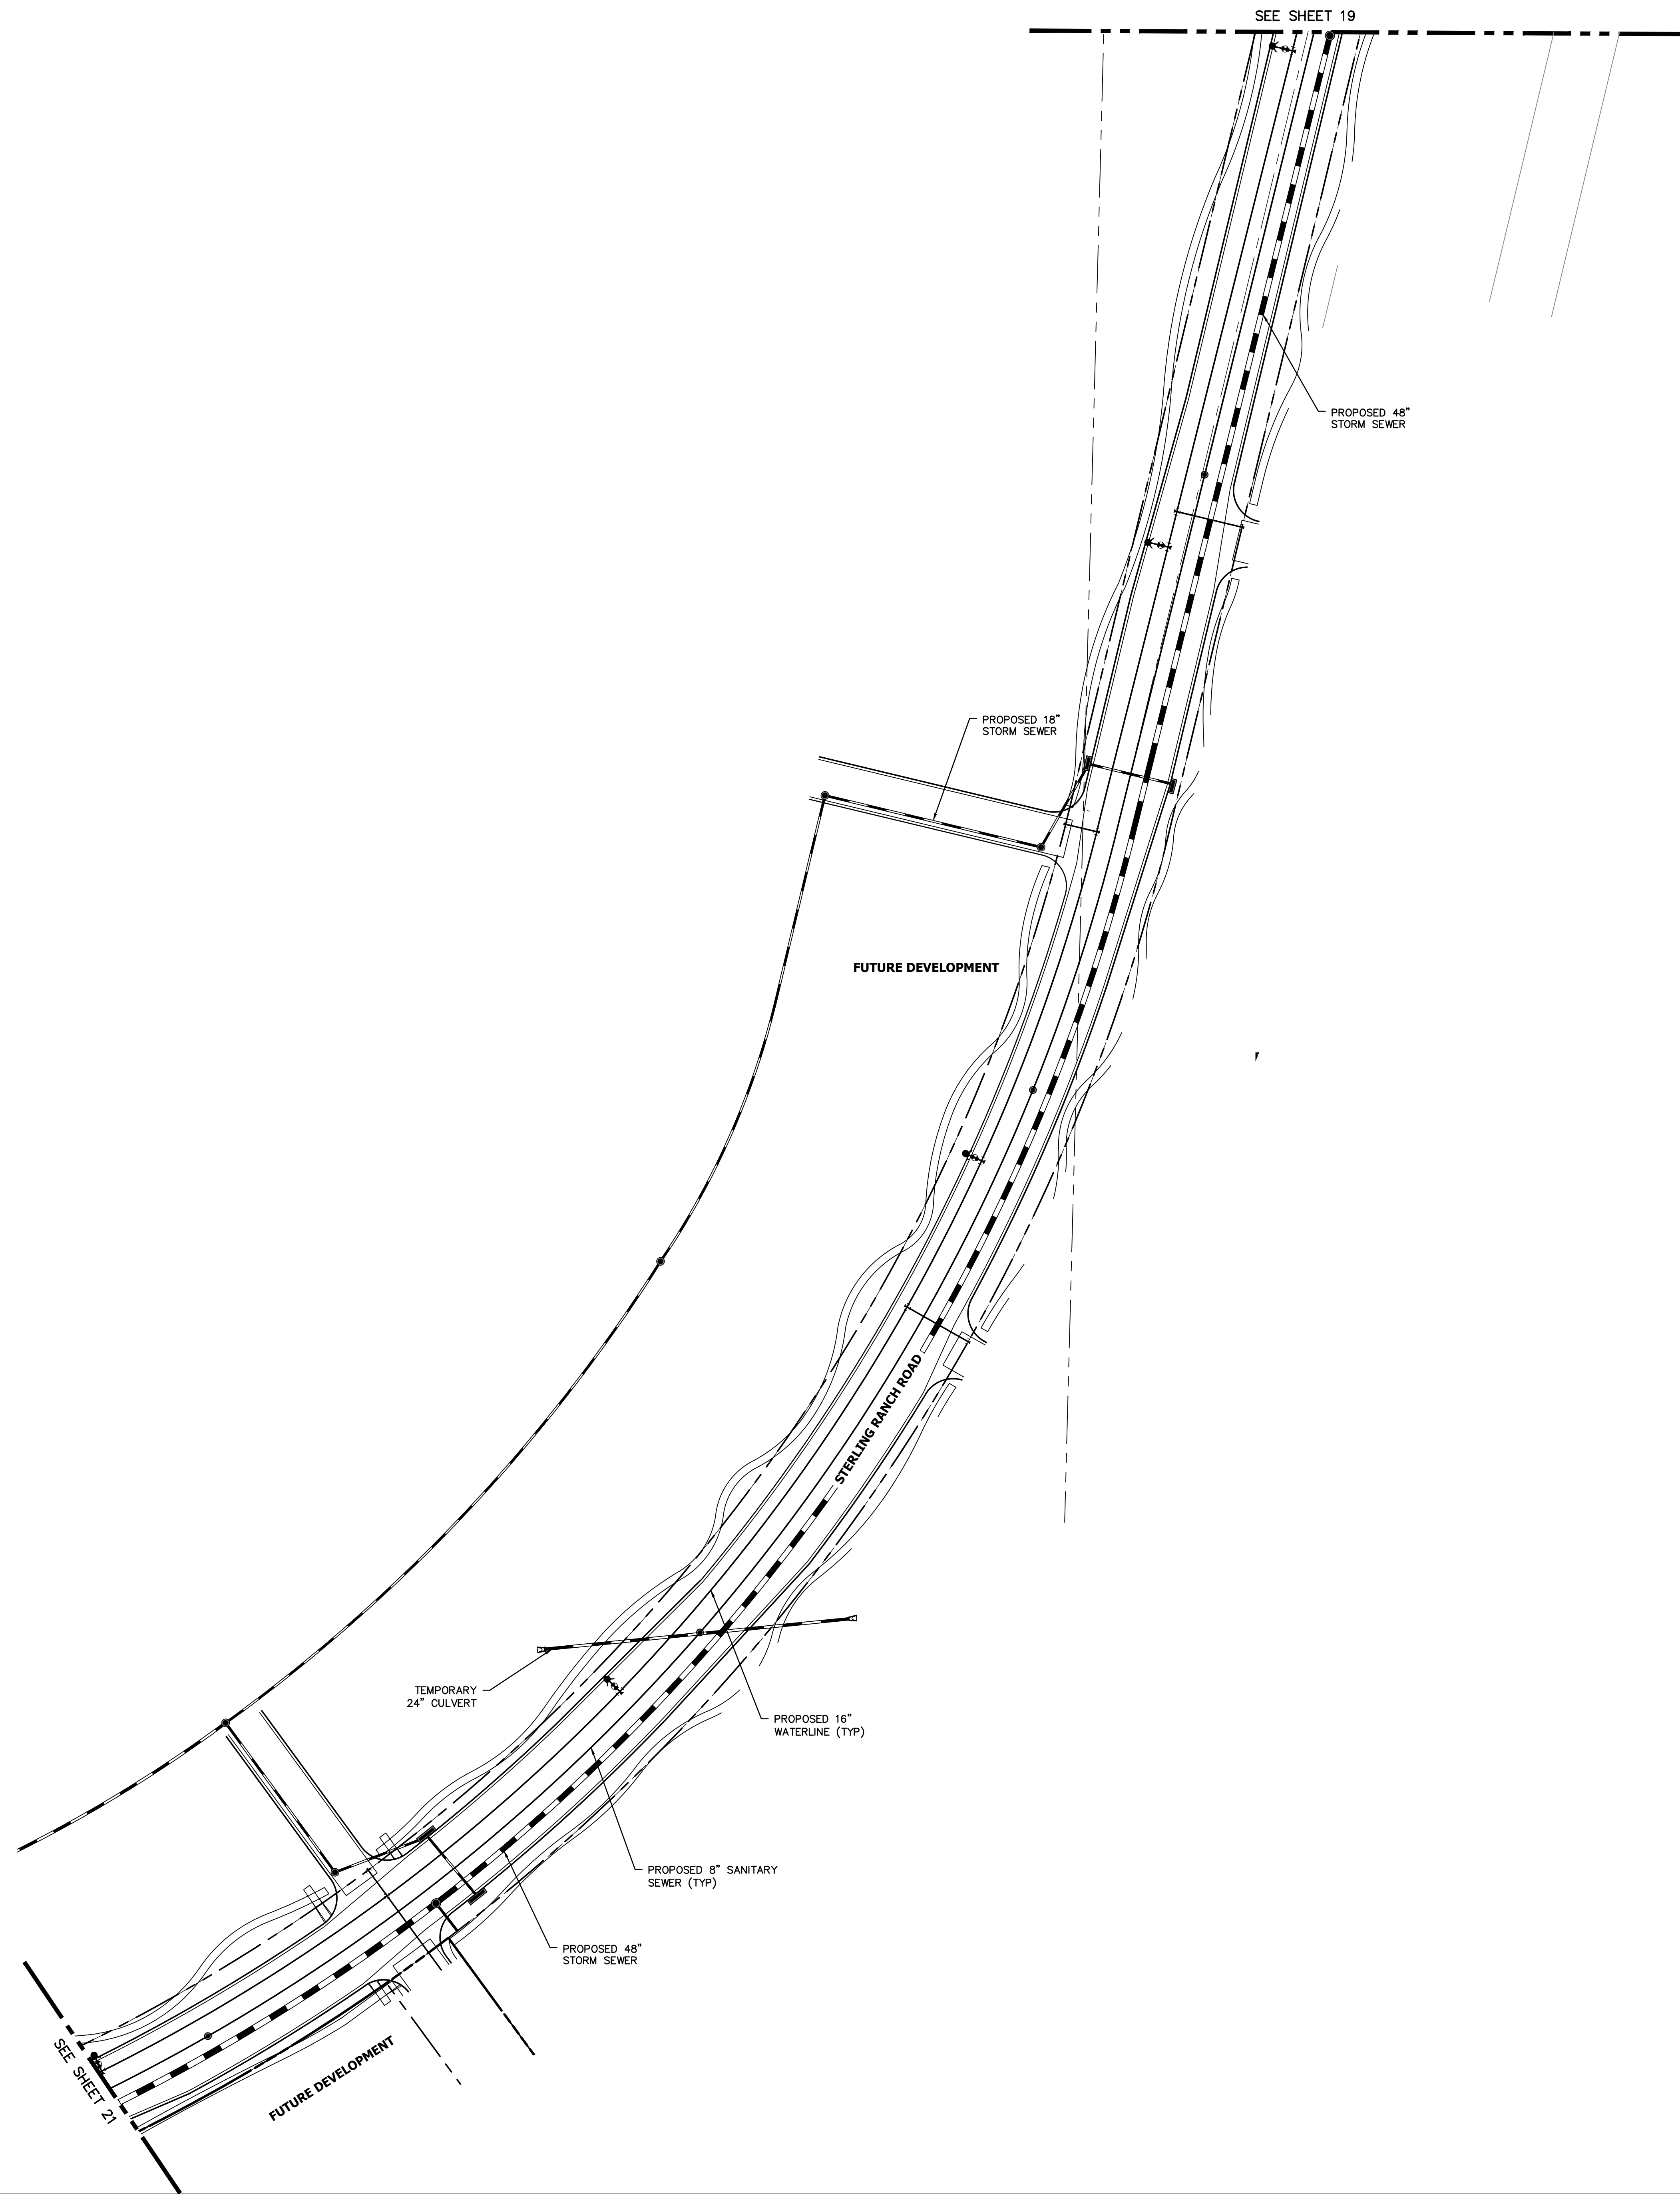 SEE SHEET 19
PROPOSED 48"
STORM SEWER
PROPOSED 18"
STORM SEWER
FUTURE DEVELOPMENT
STERLING RANCH ROAD
TEMPORARY
24" CULVERT
PROPOSED 16"
WATERLINE (TYP)
PROPOSED 8" SANITARY
SEWER (TYP)
PROPOSED 48"
STORM SEWER
SEE SHEET 21
FUTURE DEVELOPMENT